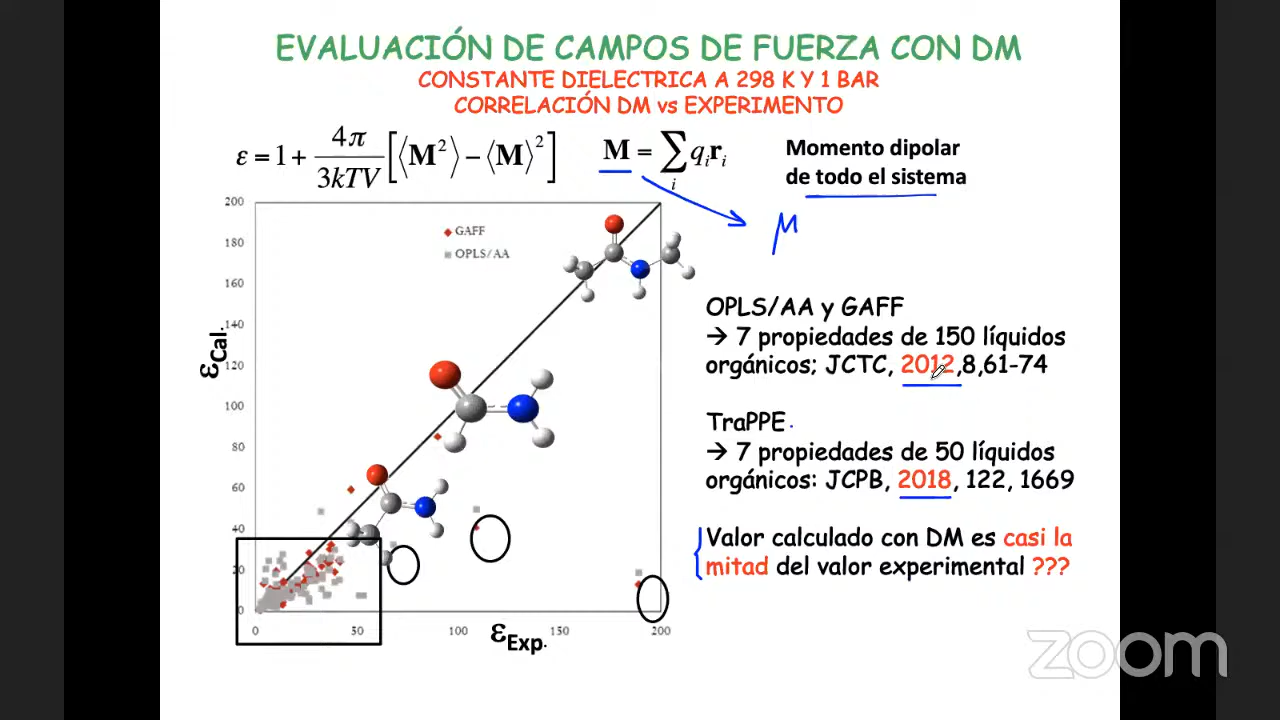 EVALUACIÓN DE CAMPOS DE FUERZA CON DM
CONSTANTE DIELECTRICA A 298 K Y 1 BAR
CORRELACIÓN DM vs EXPERIMENTO
ε = 1 + 4π / 3kTV [⟨M²⟩ − ⟨M⟩²]
M = ∑ᵢ qᵢrᵢ
Momento dipolar
de todo el sistema
μ
200
180
160
140
120
100
80
60
40
20
0
GAFF
OPLS/AA
εCal.
0 50 100 150 200
εExp.
OPLS/AA y GAFF
→ 7 propiedades de 150 líquidos
orgánicos; JCTC, 2012,8,61-74
TraPPE
→ 7 propiedades de 50 líquidos
orgánicos: JCPB, 2018, 122, 1669
Valor calculado con DM es casi la
mitad del valor experimental ???
zoom